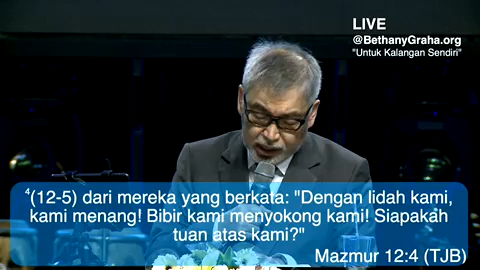 LIVE
@BethanyGraha.org
"Untuk Kalangan Sendiri"
⁴(12-5) dari mereka yang berkata: "Dengan lidah kami,
kami menang! Bibir kami menyokong kami! Siapakah
tuan atas kami?"
Mazmur 12:4 (TJB)